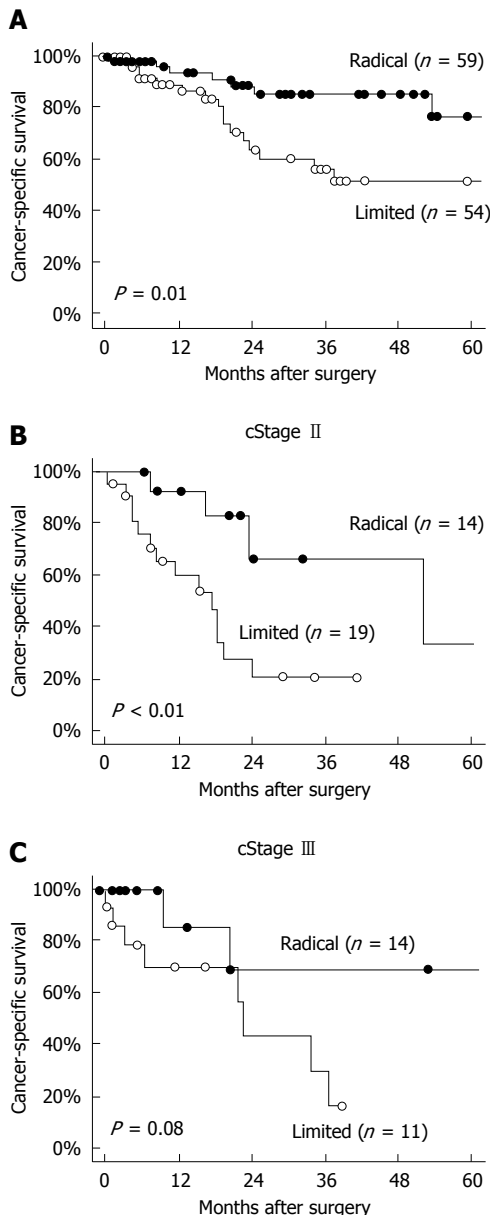 A
100%
80%
60%
40%
20%
0%
Cancer-specific survival
Radical (n = 59)
Limited (n = 54)
P = 0.01
0 12 24 36 48 60
Months after surgery
B
cStage Ⅱ
100%
80%
60%
40%
20%
0%
Cancer-specific survival
Radical (n = 14)
Limited (n = 19)
P < 0.01
0 12 24 36 48 60
Months after surgery
C
cStage Ⅲ
100%
80%
60%
40%
20%
0%
Cancer-specific survival
Radical (n = 14)
P = 0.08
Limited (n = 11)
0 12 24 36 48 60
Months after surgery